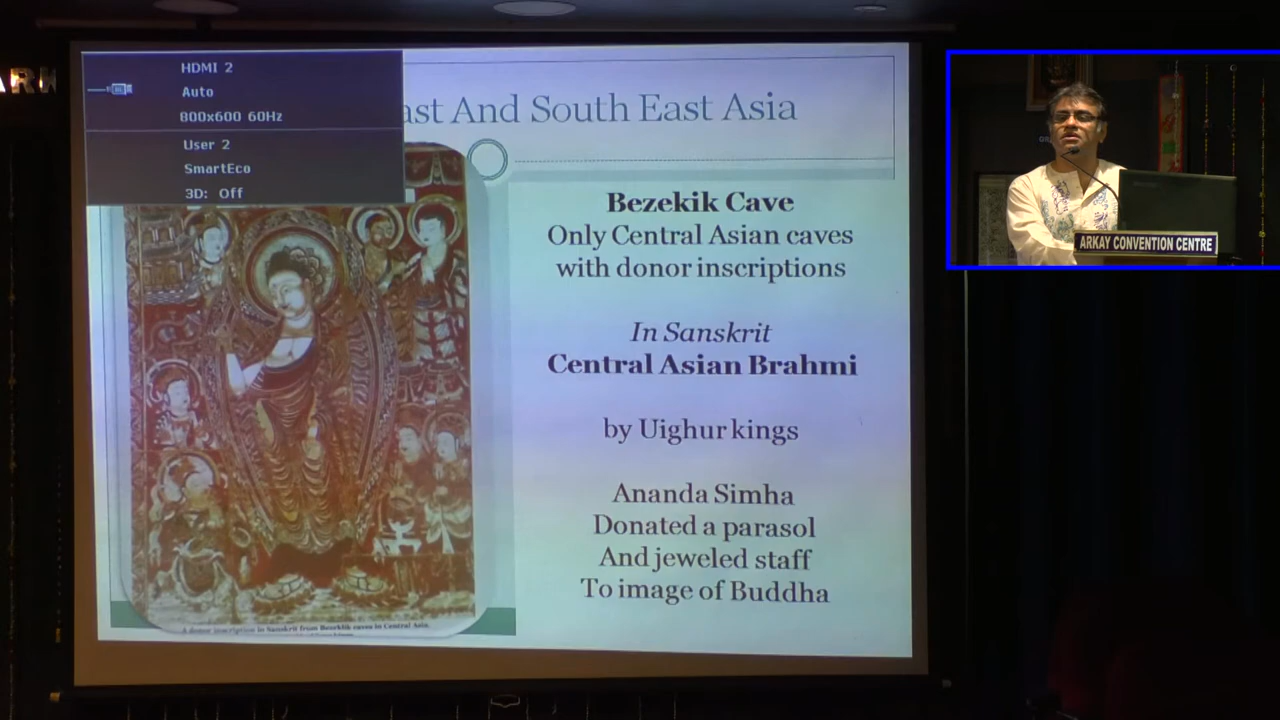 HDMI 2
Auto
800x600 60Hz
User 2
SmartEco
3D: Off
ast And South East Asia
Bezekik Cave
Only Central Asian caves
with donor inscriptions
In Sanskrit
Central Asian Brahmi
by Uighur kings
Ananda Simha
Donated a parasol
And jeweled staff
To image of Buddha
A donor inscription in Sanskrit from Bezeklik caves in Central Asia.
ARKAY CONVENTION CENTRE
ARK